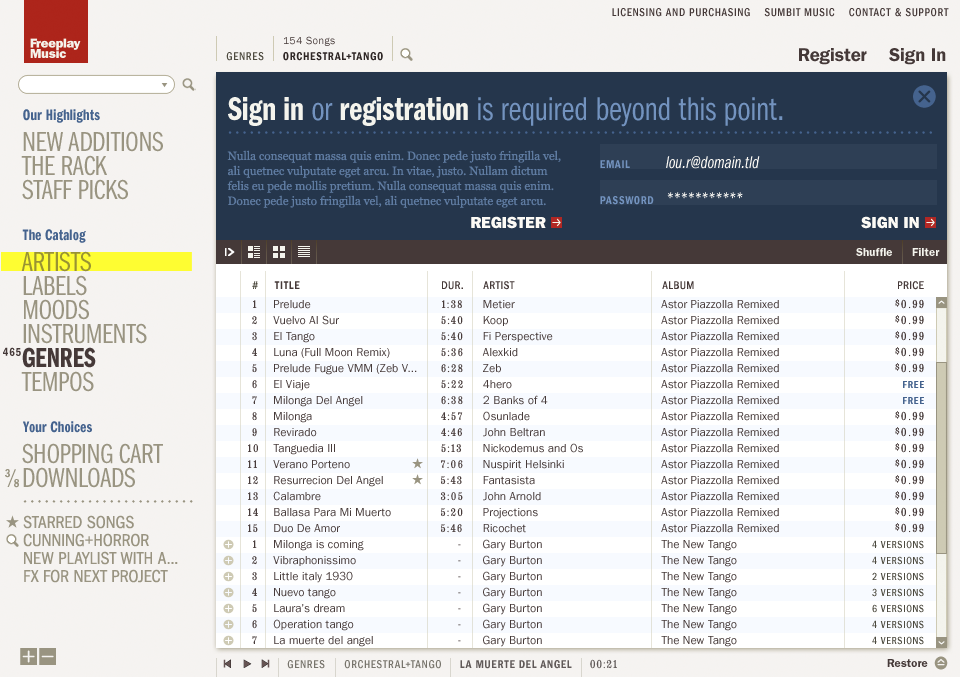 LICENSING AND PURCHASING SUMBIT MUSIC CONTACT & SUPPORT
Freeplay
Music
154 Songs
GENRES ORCHESTRAL+TANGO
Register Sign In
Our Highlights
NEW ADDITIONS
THE RACK
STAFF PICKS
The Catalog
ARTISTS
LABELS
MOODS
INSTRUMENTS
465 GENRES
TEMPOS
Your Choices
SHOPPING CART
3/8 DOWNLOADS
STARRED SONGS
CUNNING+HORROR
NEW PLAYLIST WITH A...
FX FOR NEXT PROJECT
Sign in or registration is required beyond this point.
Nulla consequat massa quis enim. Donec pede justo fringilla vel,
ali quetnec vulputate eget arcu. In vitae, justo. Nullam dictum
felis eu pede mollis pretium. Nulla consequat massa quis enim.
Donec pede justo fringilla vel, ali quetnec vulputate eget arcu.
REGISTER
EMAIL lou.r@domain.tld
PASSWORD ***********
SIGN IN
Shuffle Filter
# TITLE DUR. ARTIST ALBUM PRICE
1 Prelude 1:38 Metier Astor Piazzolla Remixed $0.99
2 Vuelvo Al Sur 5:40 Koop Astor Piazzolla Remixed $0.99
3 El Tango 5:40 Fi Perspective Astor Piazzolla Remixed $0.99
4 Luna (Full Moon Remix) 5:36 Alexkid Astor Piazzolla Remixed $0.99
5 Prelude Fugue VMM (Zeb V... 6:28 Zeb Astor Piazzolla Remixed $0.99
6 El Viaje 5:22 4hero Astor Piazzolla Remixed FREE
7 Milonga Del Angel 6:38 2 Banks of 4 Astor Piazzolla Remixed FREE
8 Milonga 4:57 Osunlade Astor Piazzolla Remixed $0.99
9 Revirado 4:46 John Beltran Astor Piazzolla Remixed $0.99
10 Tanguedia III 5:13 Nickodemus and Os Astor Piazzolla Remixed $0.99
11 Verano Porteno 7:06 Nuspirit Helsinki Astor Piazzolla Remixed $0.99
12 Resurrecion Del Angel 5:43 Fantasista Astor Piazzolla Remixed $0.99
13 Calambre 3:05 John Arnold Astor Piazzolla Remixed $0.99
14 Ballasa Para Mi Muerto 5:20 Projections Astor Piazzolla Remixed $0.99
15 Duo De Amor 5:46 Ricochet Astor Piazzolla Remixed $0.99
1 Milonga is coming - Gary Burton The New Tango 4 VERSIONS
2 Vibraphonissimo - Gary Burton The New Tango 4 VERSIONS
3 Little italy 1930 - Gary Burton The New Tango 2 VERSIONS
4 Nuevo tango - Gary Burton The New Tango 3 VERSIONS
5 Laura's dream - Gary Burton The New Tango 6 VERSIONS
6 Operation tango - Gary Burton The New Tango 4 VERSIONS
7 La muerte del angel - Gary Burton The New Tango 4 VERSIONS
GENRES ORCHESTRAL+TANGO LA MUERTE DEL ANGEL 00:21
Restore